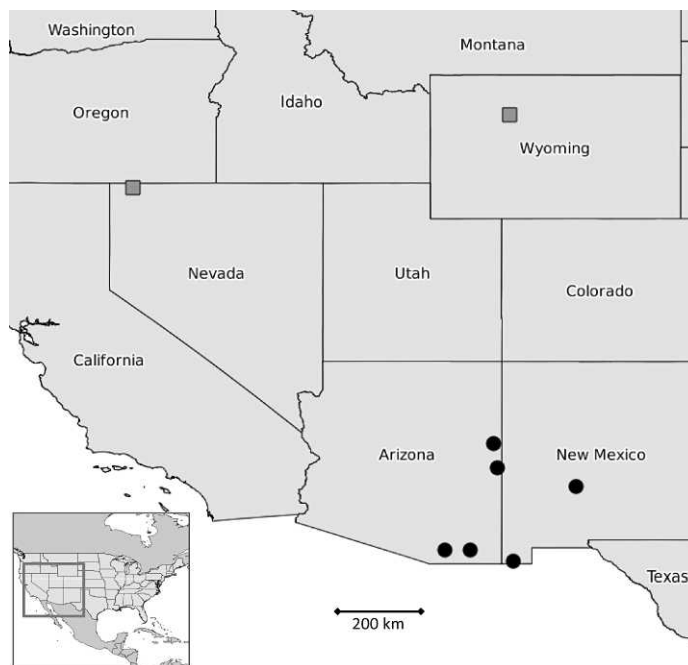 Washington
Montana
Oregon
Idaho
Wyoming
Nevada
Utah
Colorado
California
Arizona
New Mexico
Texas
200 km